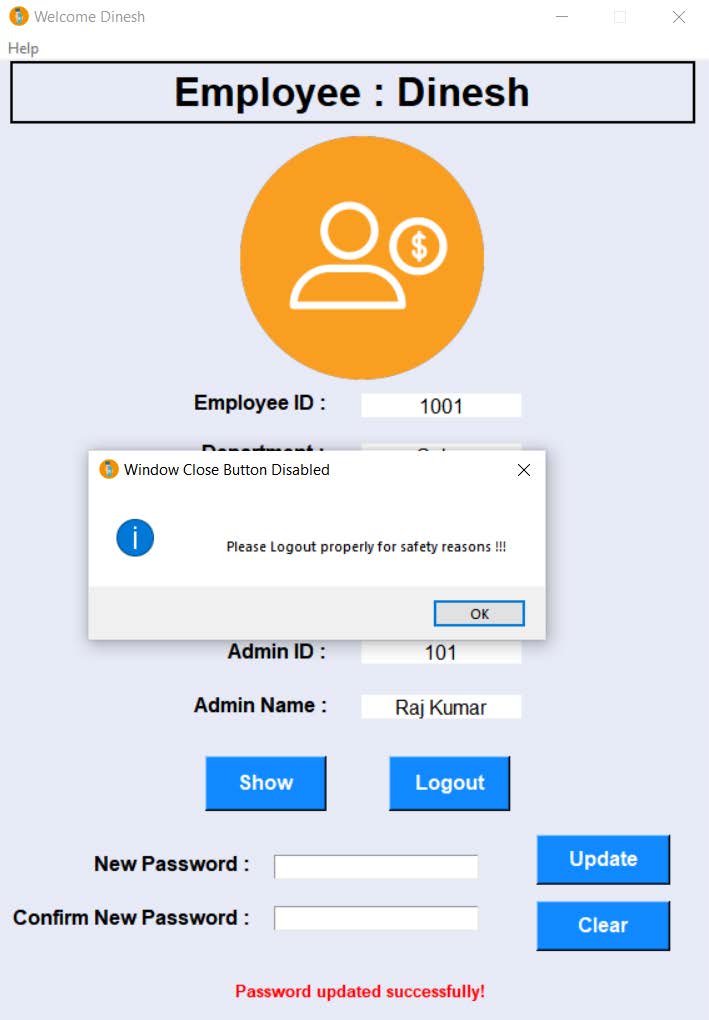 Welcome Dinesh
Help
Employee : Dinesh
$
Employee ID : 1001
Window Close Button Disabled
i
Please Logout properly for safety reasons !!!
OK
Admin ID : 101
Admin Name : Raj Kumar
Show Logout
New Password : Update
Confirm New Password : Clear
Password updated successfully!